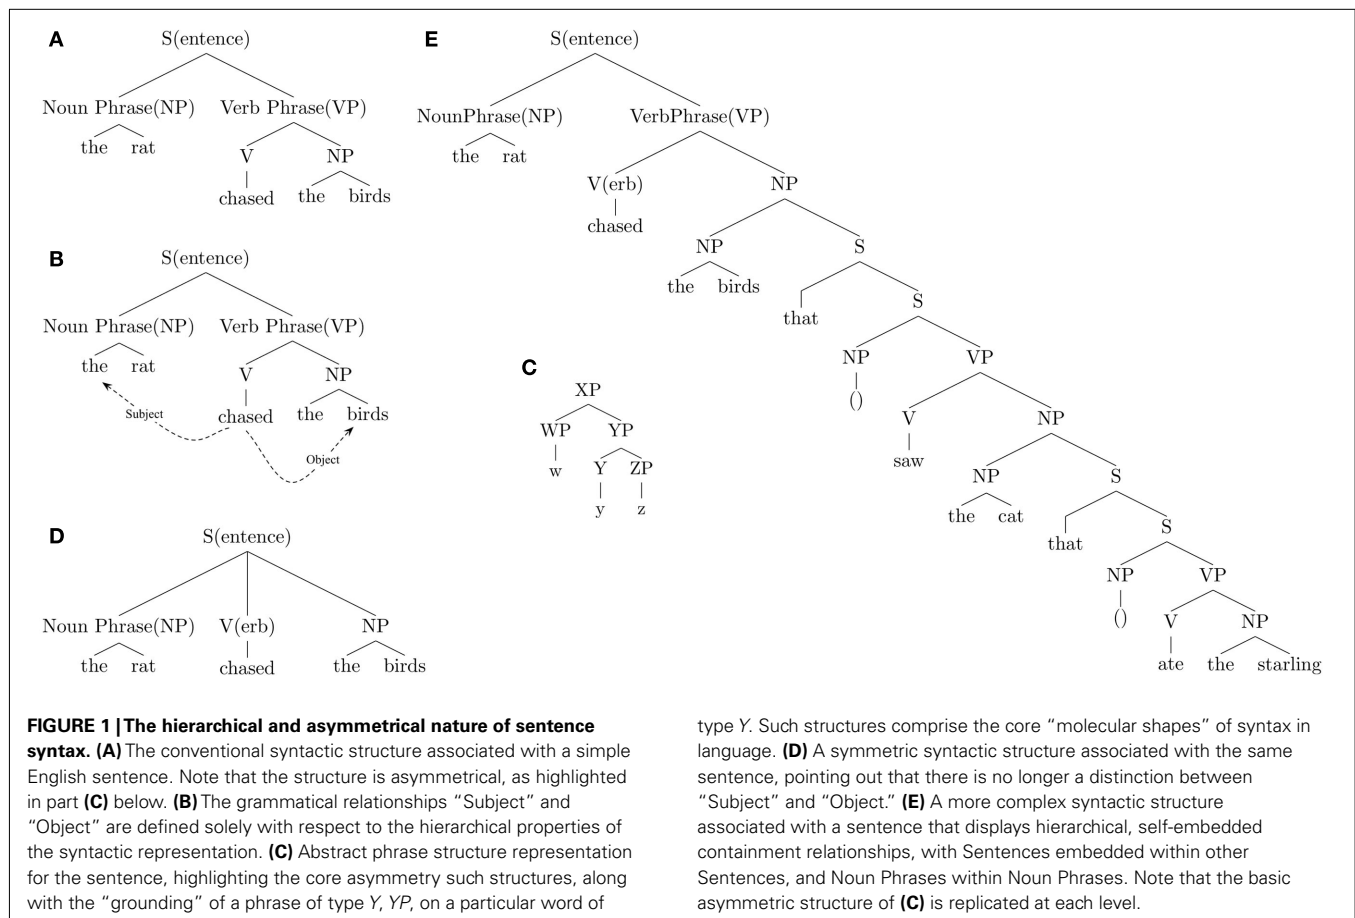 A
S(entence)
Noun Phrase(NP) Verb Phrase(VP)
the rat
V NP
chased the birds
B
S(entence)
Noun Phrase(NP) Verb Phrase(VP)
the rat
V NP
chased the birds
Subject
Object
C
XP
WP YP
w Y ZP
y z
D
S(entence)
Noun Phrase(NP) V(erb) NP
the rat chased the birds
E
S(entence)
NounPhrase(NP) VerbPhrase(VP)
the rat
V(erb) NP
chased
NP S
the birds
that S
NP VP
() V NP
saw
NP S
the cat
that S
NP VP
() V NP
ate the starling
FIGURE 1 | The hierarchical and asymmetrical nature of sentence
syntax. (A) The conventional syntactic structure associated with a simple
English sentence. Note that the structure is asymmetrical, as highlighted
in part (C) below. (B) The grammatical relationships “Subject” and
“Object” are defined solely with respect to the hierarchical properties of
the syntactic representation. (C) Abstract phrase structure representation
for the sentence, highlighting the core asymmetry such structures, along
with the “grounding” of a phrase of type Y, YP, on a particular word of
type Y. Such structures comprise the core “molecular shapes” of syntax in
language. (D) A symmetric syntactic structure associated with the same
sentence, pointing out that there is no longer a distinction between
“Subject” and “Object.” (E) A more complex syntactic structure
associated with a sentence that displays hierarchical, self-embedded
containment relationships, with Sentences embedded within other
Sentences, and Noun Phrases within Noun Phrases. Note that the basic
asymmetric structure of (C) is replicated at each level.